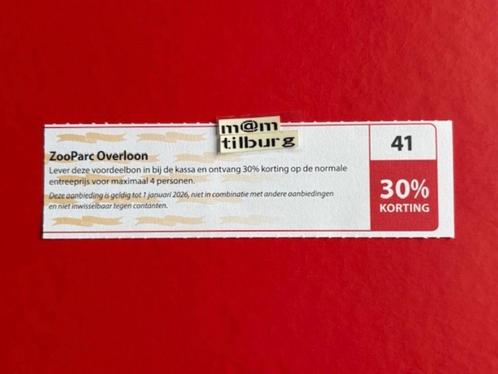 m@m
tilburg
ZooParc Overloon
Lever deze voordeelbon in bij de kassa en ontvang 30% korting op de normale
entreeprijs voor maximaal 4 personen.
Deze aanbieding is geldig tot 1 januari 2026, niet in combinatie met andere aanbiedingen
en niet inwisselbaar tegen contanten.
41
30%
KORTING